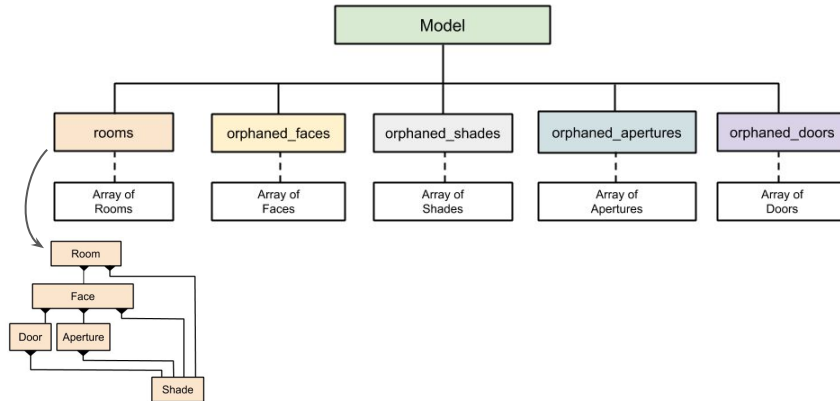 Model
rooms
orphaned_faces
orphaned_shades
orphaned_apertures
orphaned_doors
Array of
Rooms
Array of
Faces
Array of
Shades
Array of
Apertures
Array of
Doors
Room
Face
Door
Aperture
Shade